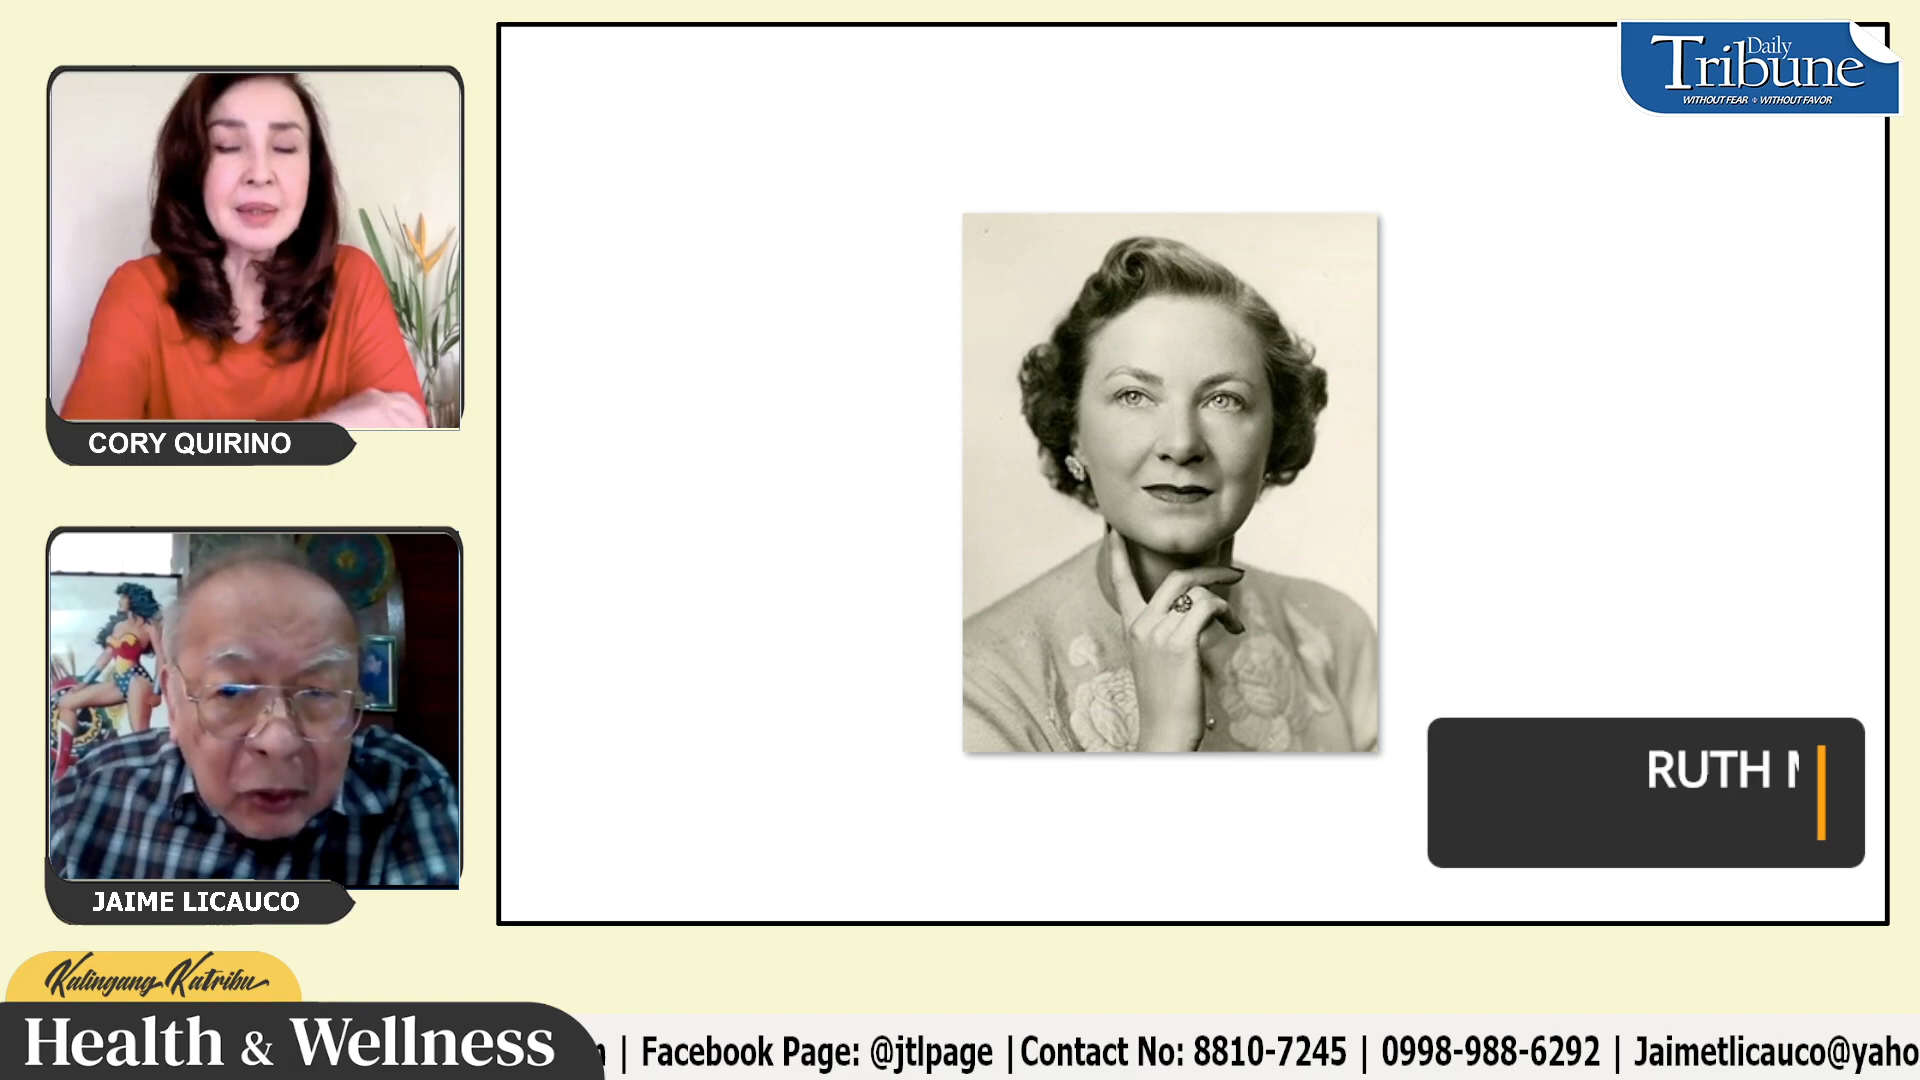 Daily
Tribune
WITHOUT FEAR WITHOUT FAVOR
CORY QUIRINO
RUTH
JAIME LICAUCO
Kalingang Katribu
Health & Wellness
| Facebook Page: @jtlpage |Contact No: 8810-7245 | 0998-988-6292 | Jaimetlicauco@yaho